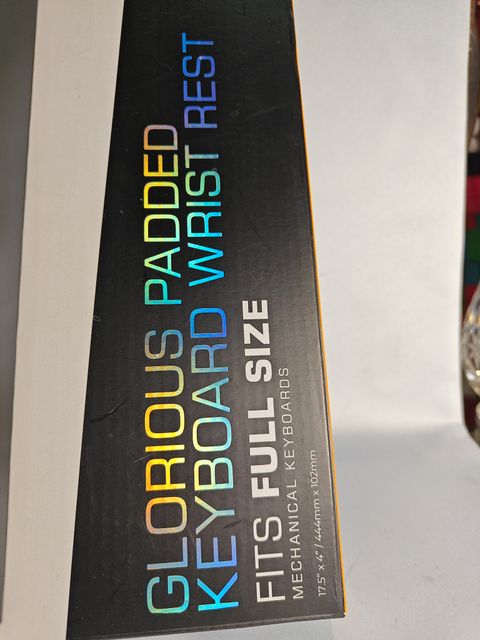 GLORIOUS PADDED
KEYBOARD WRIST REST
FITS FULL SIZE
MECHANICAL KEYBOARDS
17.5" x 4" / 444mm x 102mm